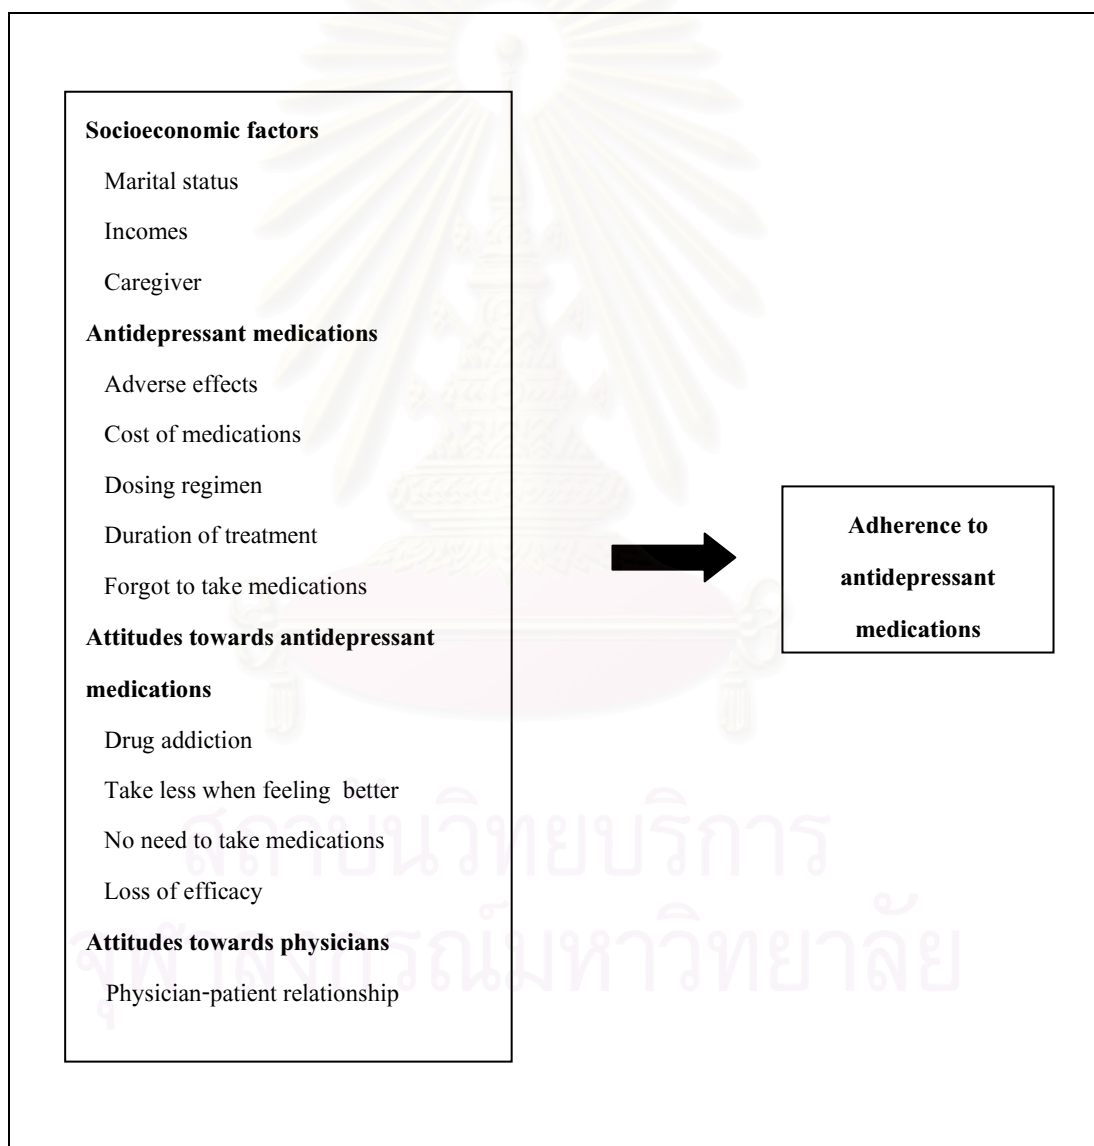 Socioeconomic factors
Marital status
Incomes
Caregiver
Antidepressant medications
Adverse effects
Cost of medications
Dosing regimen
Duration of treatment
Forgot to take medications
Attitudes towards antidepressant
medications
Drug addiction
Take less when feeling  better
No need to take medications
Loss of efficacy
Attitudes towards physicians
Physician-patient relationship
Adherence to
antidepressant
medications
สถาบันวิทยบริการ
จุฬาลงกรณ์มหาวิทยาลัย